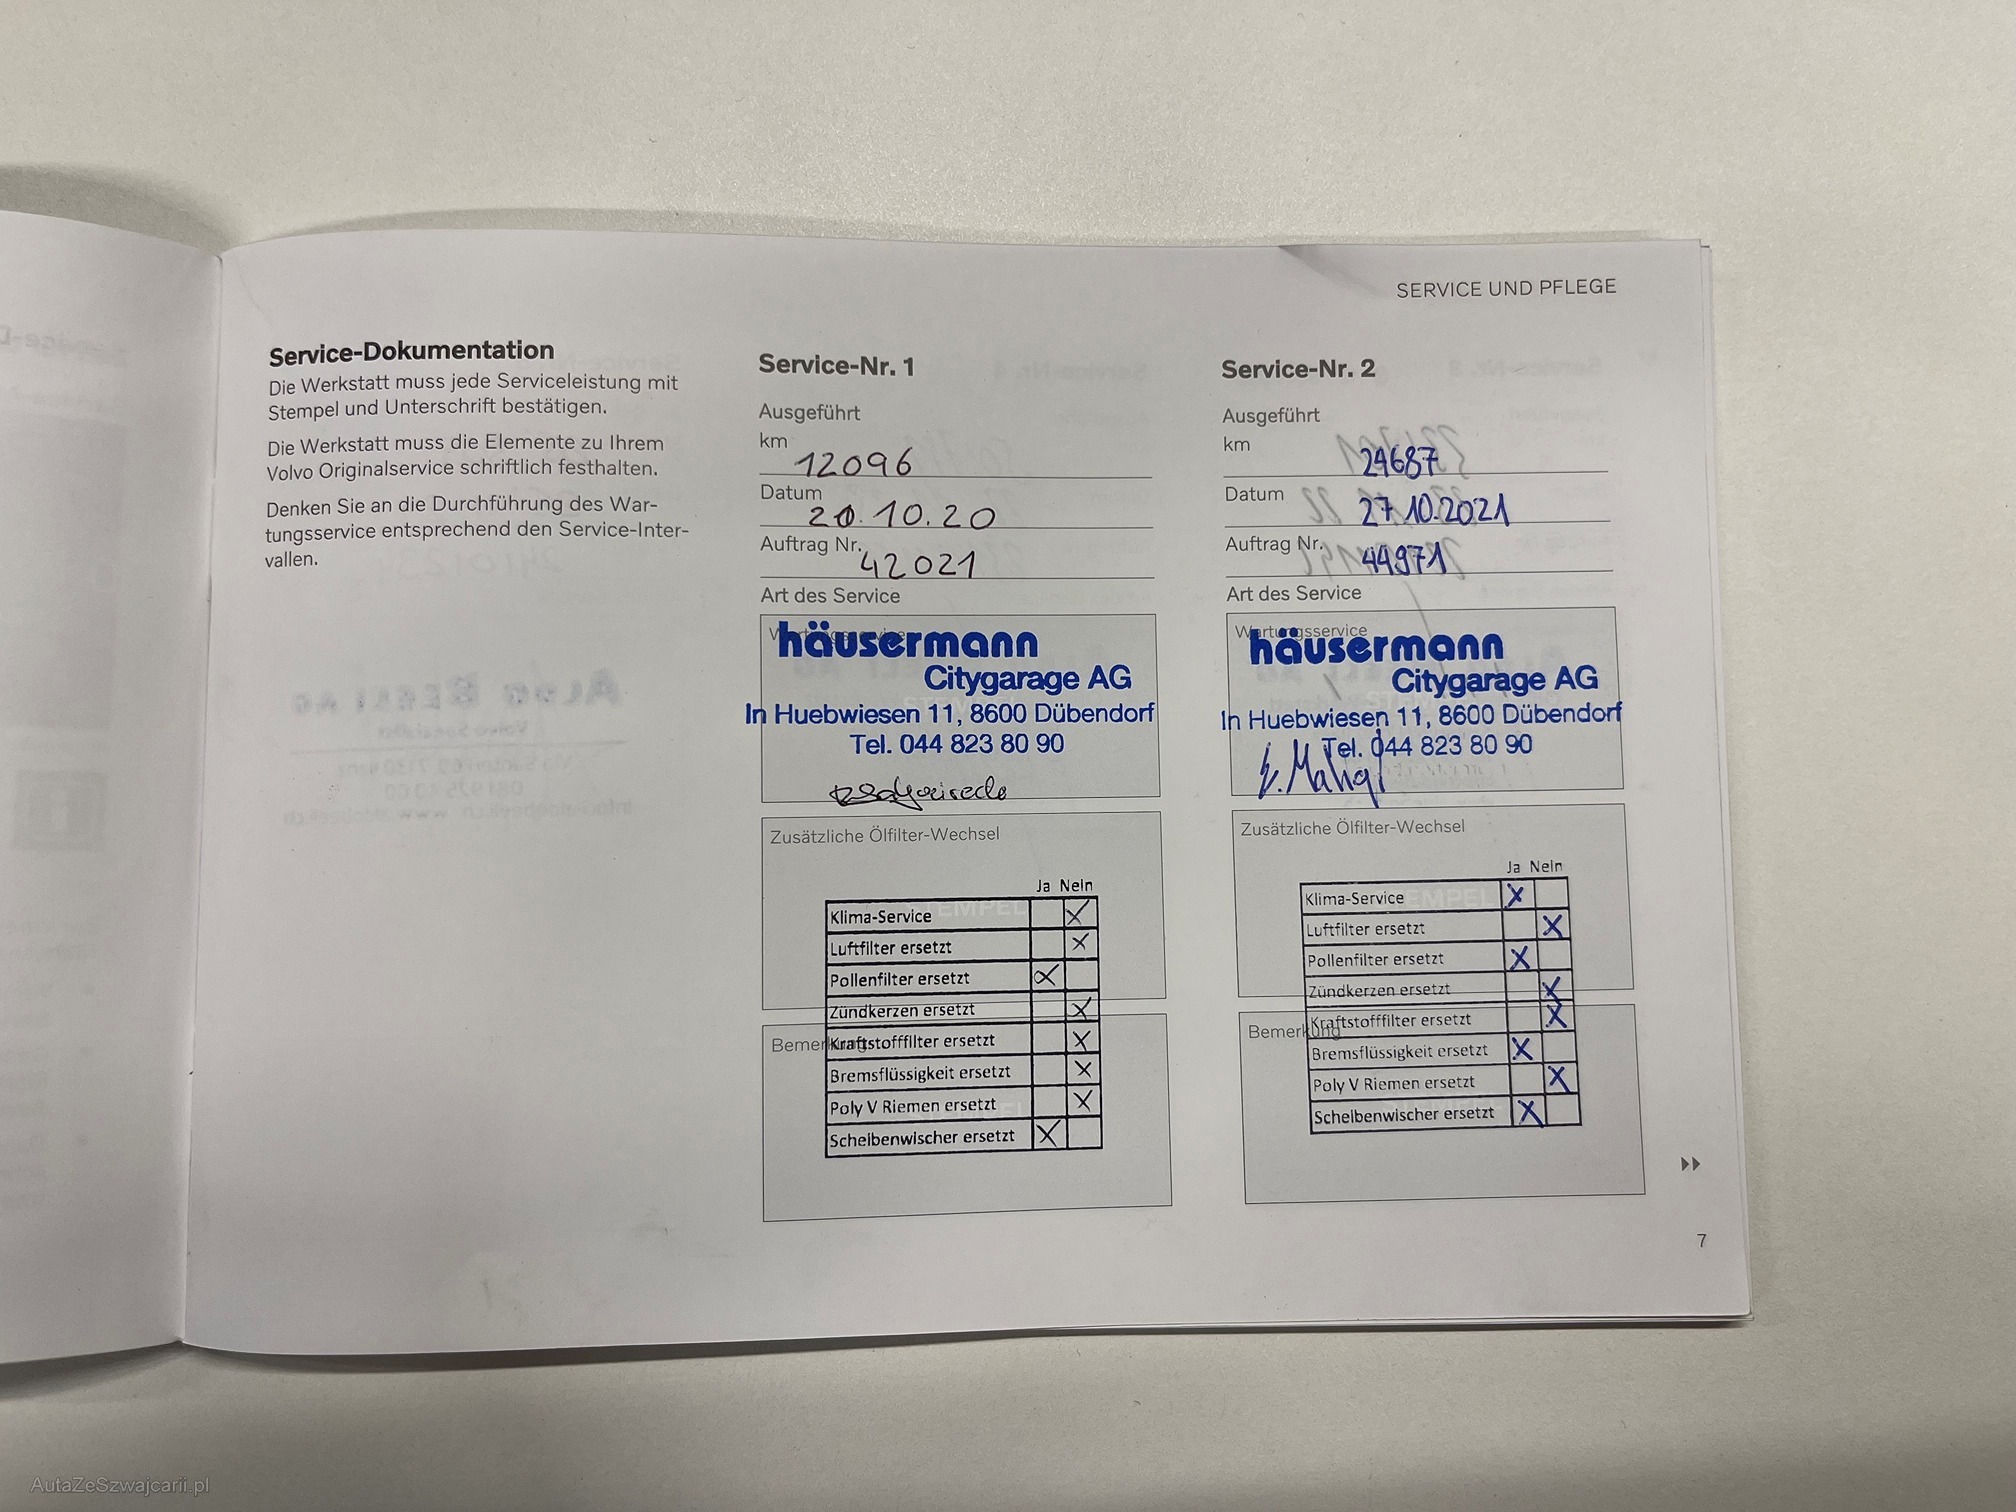 SERVICE UND PFLEGE
Service-Dokumentation
Die Werkstatt muss jede Serviceleistung mit
Stempel und Unterschrift bestätigen.
Die Werkstatt muss die Elemente zu Ihrem
Volvo Originalservice schriftlich festhalten.
Denken Sie an die Durchführung des War-
tungsservice entsprechend den Service-Inter-
vallen.
Service-Nr. 1
Ausgeführt
km 12096
Datum 20.10.20
Auftrag Nr. 42021
Art des Service
Wartungsservice
häusermann
Citygarage AG
In Huebwiesen 11, 8600 Dübendorf
Tel. 044 823 80 90
Zusätzliche Ölfilter-Wechsel
STEMPEL
Ja Nein
Klima-Service X
Luftfilter ersetzt X
Pollenfilter ersetzt X
Zündkerzen ersetzt X
Bemerkung
Kraftstofffilter ersetzt X
Bremsflüssigkeit ersetzt X
Poly V Riemen ersetzt X
Scheibenwischer ersetzt X
Service-Nr. 2
Ausgeführt
km 24687
Datum 27.10.2021
Auftrag Nr. 44971
Art des Service
Wartungsservice
häusermann
Citygarage AG
In Huebwiesen 11, 8600 Dübendorf
Tel. 044 823 80 90
Zusätzliche Ölfilter-Wechsel
STEMPEL
Ja Nein
Klima-Service X
Luftfilter ersetzt X
Pollenfilter ersetzt X
Zündkerzen ersetzt X
Bemerkung
Kraftstofffilter ersetzt X
Bremsflüssigkeit ersetzt X
Poly V Riemen ersetzt X
Scheibenwischer ersetzt X
7
AutaZeSzwajcarii.pl